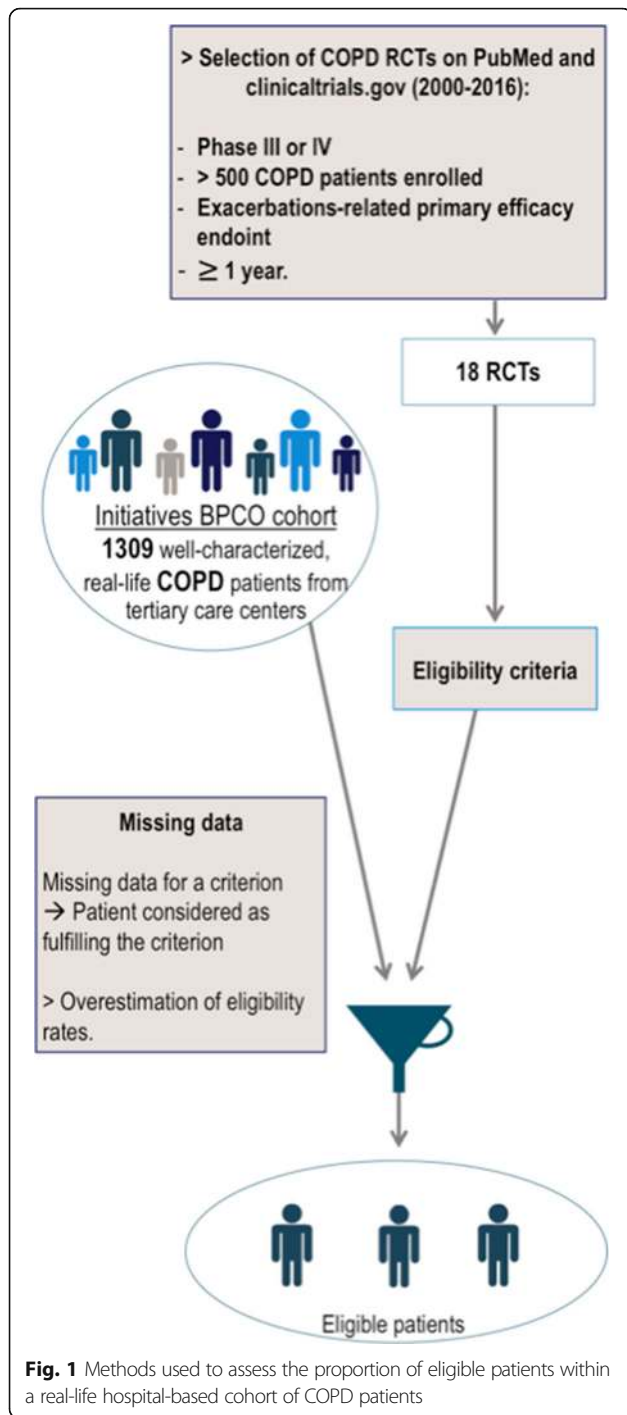 > Selection of COPD RCTs on PubMed and
clinicaltrials.gov (2000-2016):
- Phase III or IV
- > 500 COPD patients enrolled
- Exacerbations-related primary efficacy
endoint
- ≥ 1 year.
18 RCTs
Initiatives BPCO cohort
1309 well-characterized,
real-life COPD patients from
tertiary care centers
Eligibility criteria
Missing data
Missing data for a criterion
→ Patient considered as
fulfilling the criterion
> Overestimation of eligibility
rates.
Eligible patients
Fig. 1 Methods used to assess the proportion of eligible patients within
a real-life hospital-based cohort of COPD patients